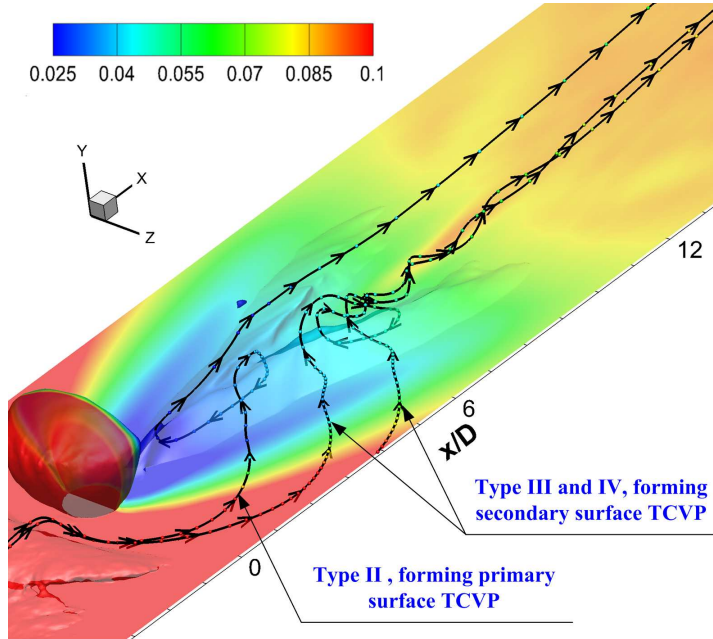 0.025 0.04 0.055 0.07 0.085 0.1
Y
X
Z
12
6
x/D
0
Type III and IV, forming
secondary surface TCVP
Type II , forming primary
surface TCVP